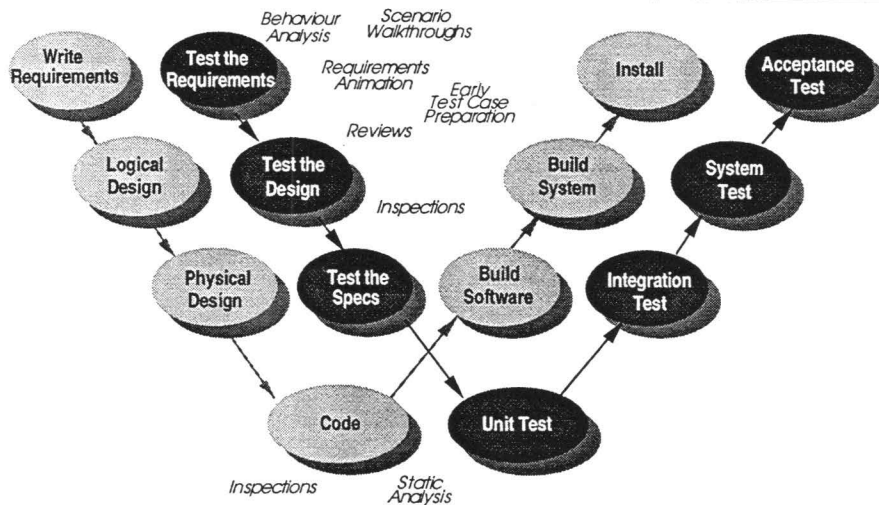 Behaviour
Analysis
Scenario
Walkthroughs
Write
Requirements
Test the
Requirements
Requirements
Animation
Early
Test Case
Preparation
Install
Acceptance
Test
Reviews
Logical
Design
Test the
Design
Build
System
System
Test
Inspections
Physical
Design
Test the
Specs
Build
Software
Integration
Test
Code
Unit Test
Inspections
Static
Analysis